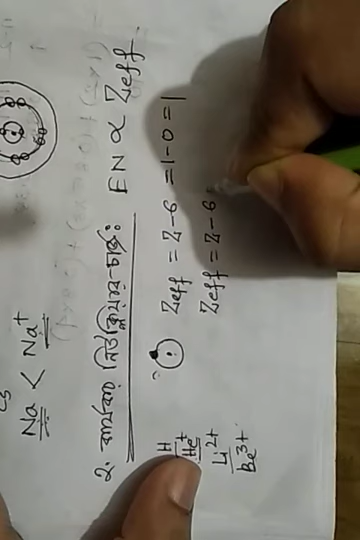 Na < Na⁺
২. কার্যকর নিউক্লিয়ার চার্জ: EN ∝ Zeff
H
He⁺
Li²⁺
Be³⁺
Zeff = Z-6 = 1-0 = 1
Zeff = Z-6